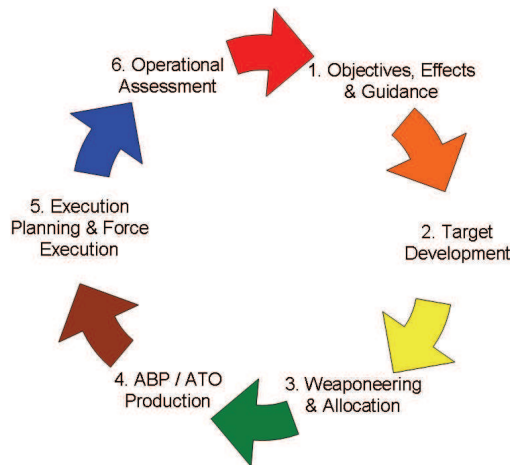 1. Objectives, Effects
& Guidance
2. Target
Development
3. Weaponeering
& Allocation
4. ABP / ATO
Production
5. Execution
Planning & Force
Execution
6. Operational
Assessment